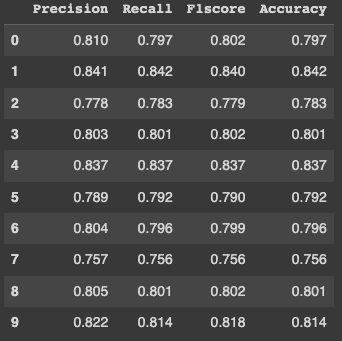 Precision Recall F1score Accuracy
0 0.810 0.797 0.802 0.797
1 0.841 0.842 0.840 0.842
2 0.778 0.783 0.779 0.783
3 0.803 0.801 0.802 0.801
4 0.837 0.837 0.837 0.837
5 0.789 0.792 0.790 0.792
6 0.804 0.796 0.799 0.796
7 0.757 0.756 0.756 0.756
8 0.805 0.801 0.802 0.801
9 0.822 0.814 0.818 0.814